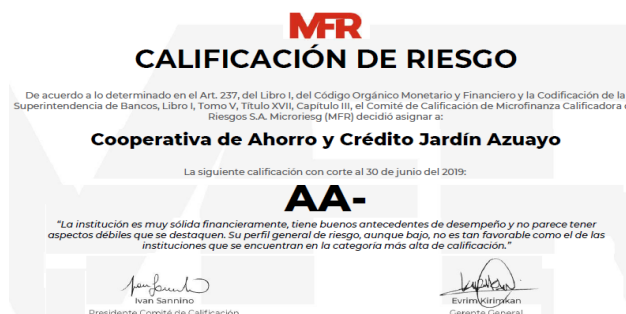 MFR
CALIFICACIÓN DE RIESGO
De acuerdo a lo determinado en el Art. 237, del Libro I, del Código Orgánico Monetario y Financiero y la Codificación de la
Superintendencia de Bancos, Libro I, Tomo V, Título XVII, Capítulo III, el Comité de Calificación de Microfinanza Calificadora
Riesgos S.A. Microriesg (MFR) decidió asignar a:
Cooperativa de Ahorro y Crédito Jardín Azuayo
La siguiente calificación con corte al 30 de junio del 2019:
AA-
"La institución es muy sólida financieramente, tiene buenos antecedentes de desempeño y no parece tener
aspectos débiles que se destaquen. Su perfil general de riesgo, aunque bajo, no es tan favorable como el de las
instituciones que se encuentran en la categoría más alta de calificación."
Ivan Sannino
Evrim Kirimkan
Presidente Comité de Calificación
Gerente General